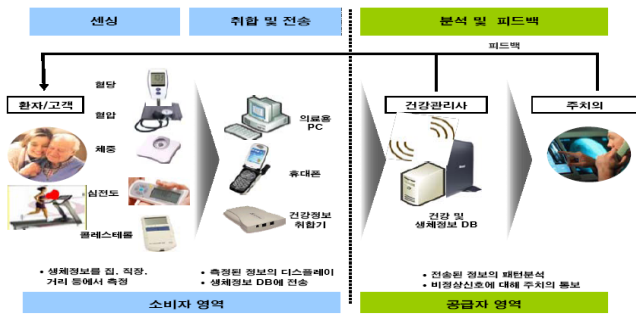 센싱
취합 및 전송
분석 및 피드백
피드백
환자/고객
혈당
혈압
체중
심전도
콜레스테롤
의료용
PC
휴대폰
건강정보
취합기
건강관리사
주치의
건강 및
생체정보 DB
• 생체정보를 집, 직장,
거리 등에서 측정
• 측정된 정보의 디스플레이
• 생체정보 DB에 전송
• 전송된 정보의 패턴분석
• 비정상신호에 대해 주치의 통보
소비자 영역
공급자 영역